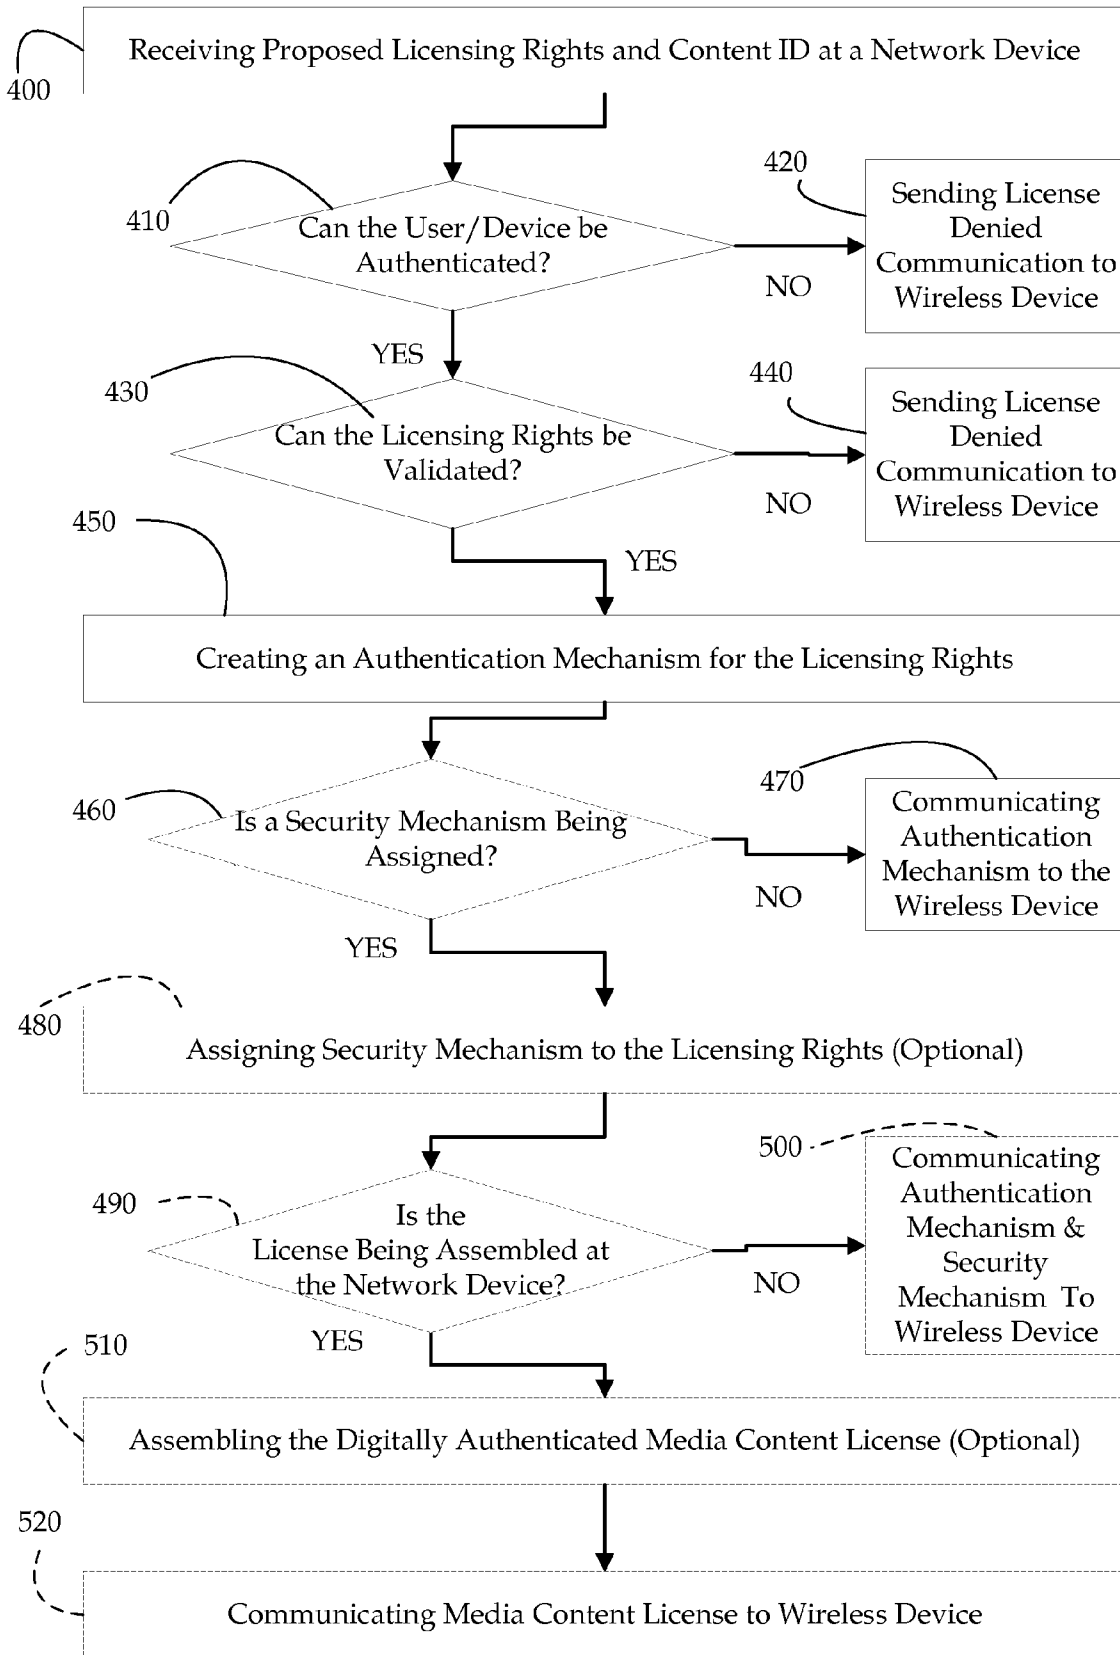 Receiving Proposed Licensing Rights and Content ID at a Network Device
400
410
Can the User/Device be
Authenticated?
NO
420
Sending License
Denied
Communication to
Wireless Device
YES
430
Can the Licensing Rights be
Validated?
NO
440
Sending License
Denied
Communication to
Wireless Device
450
YES
Creating an Authentication Mechanism for the Licensing Rights
460
Is a Security Mechanism Being
Assigned?
NO
470
Communicating
Authentication
Mechanism to the
Wireless Device
YES
480
Assigning Security Mechanism to the Licensing Rights (Optional)
490
Is the
License Being Assembled at
the Network Device?
NO
500
Communicating
Authentication
Mechanism &
Security
Mechanism To
Wireless Device
YES
510
Assembling the Digitally Authenticated Media Content License (Optional)
520
Communicating Media Content License to Wireless Device